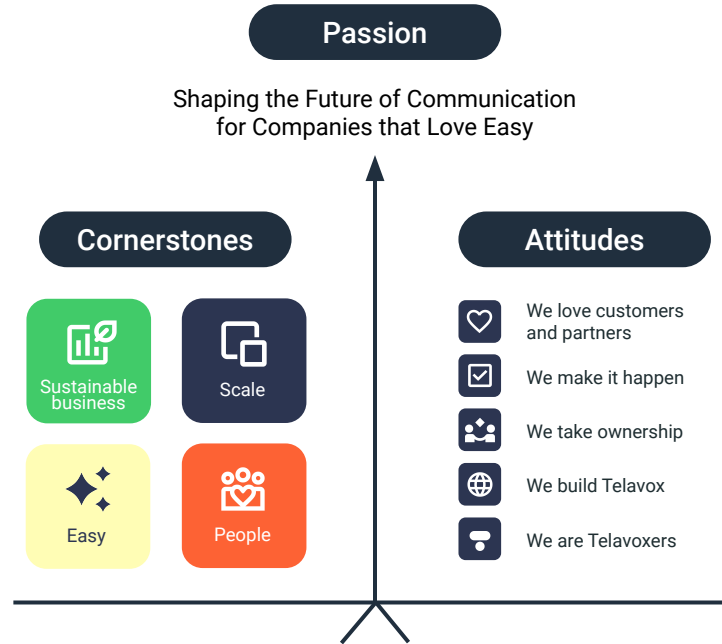 Passion
Shaping the Future of Communication
for Companies that Love Easy
Cornerstones
Sustainable
business
Scale
Easy
People
Attitudes
We love customers
and partners
We make it happen
We take ownership
We build Telavox
We are Telavoxers